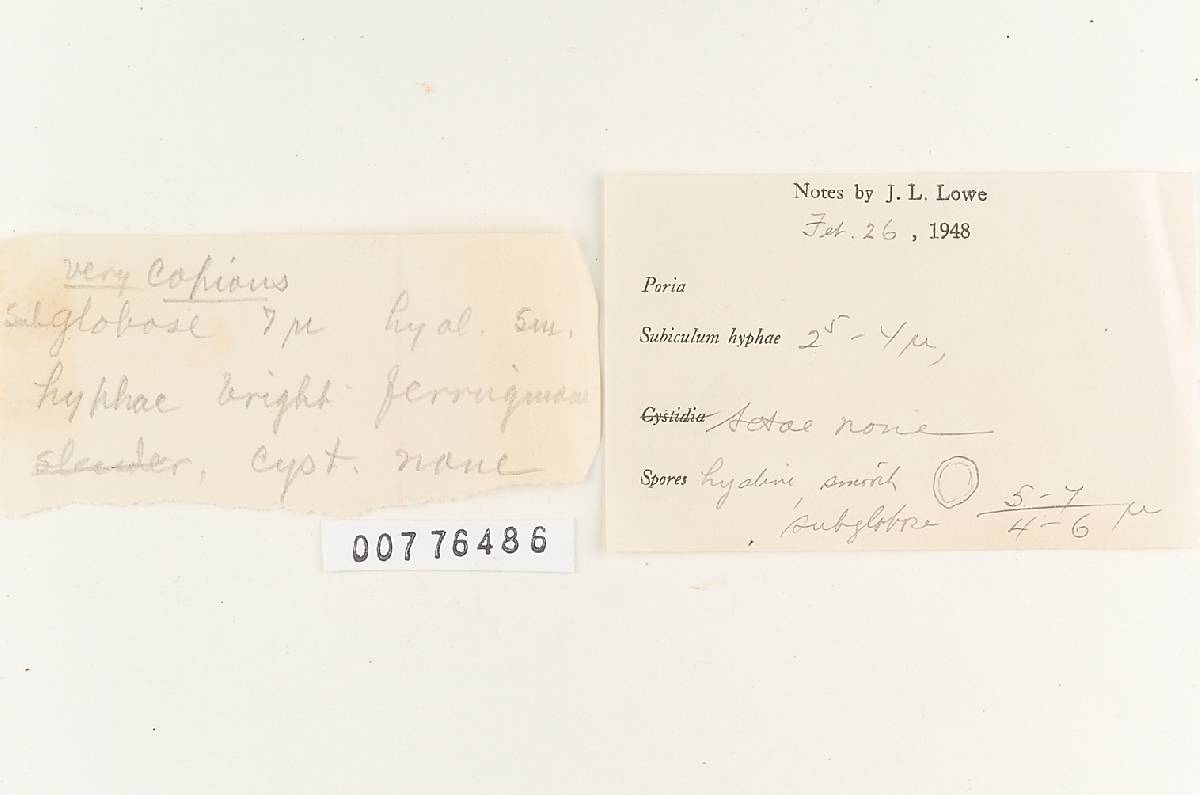 very copious
subglobose 7 µ hyal. sm.
hyphae bright ferruginous
slender, cyst. none
00776486
Notes by J. L. Lowe
Feb. 26, 1948
Poria
Subiculum hyphae 2⁵ - 4 µ,
Cystidia Setae none
Spores hyaline, smooth
subglobose 5-7 / 4-6 µ